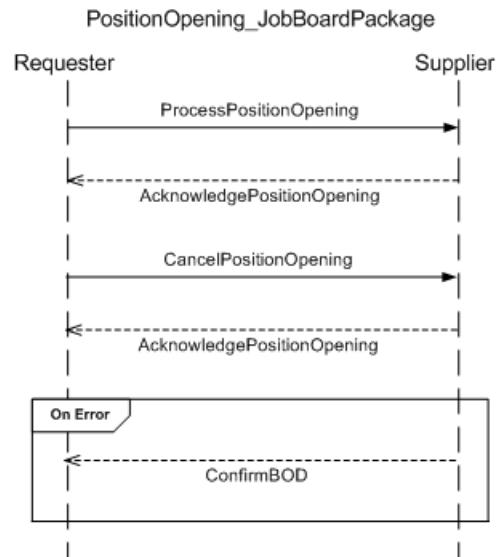 PositionOpening_JobBoardPackage
Requester
Supplier
ProcessPositionOpening
AcknowledgePositionOpening
CancelPositionOpening
AcknowledgePositionOpening
On Error
ConfirmBOD